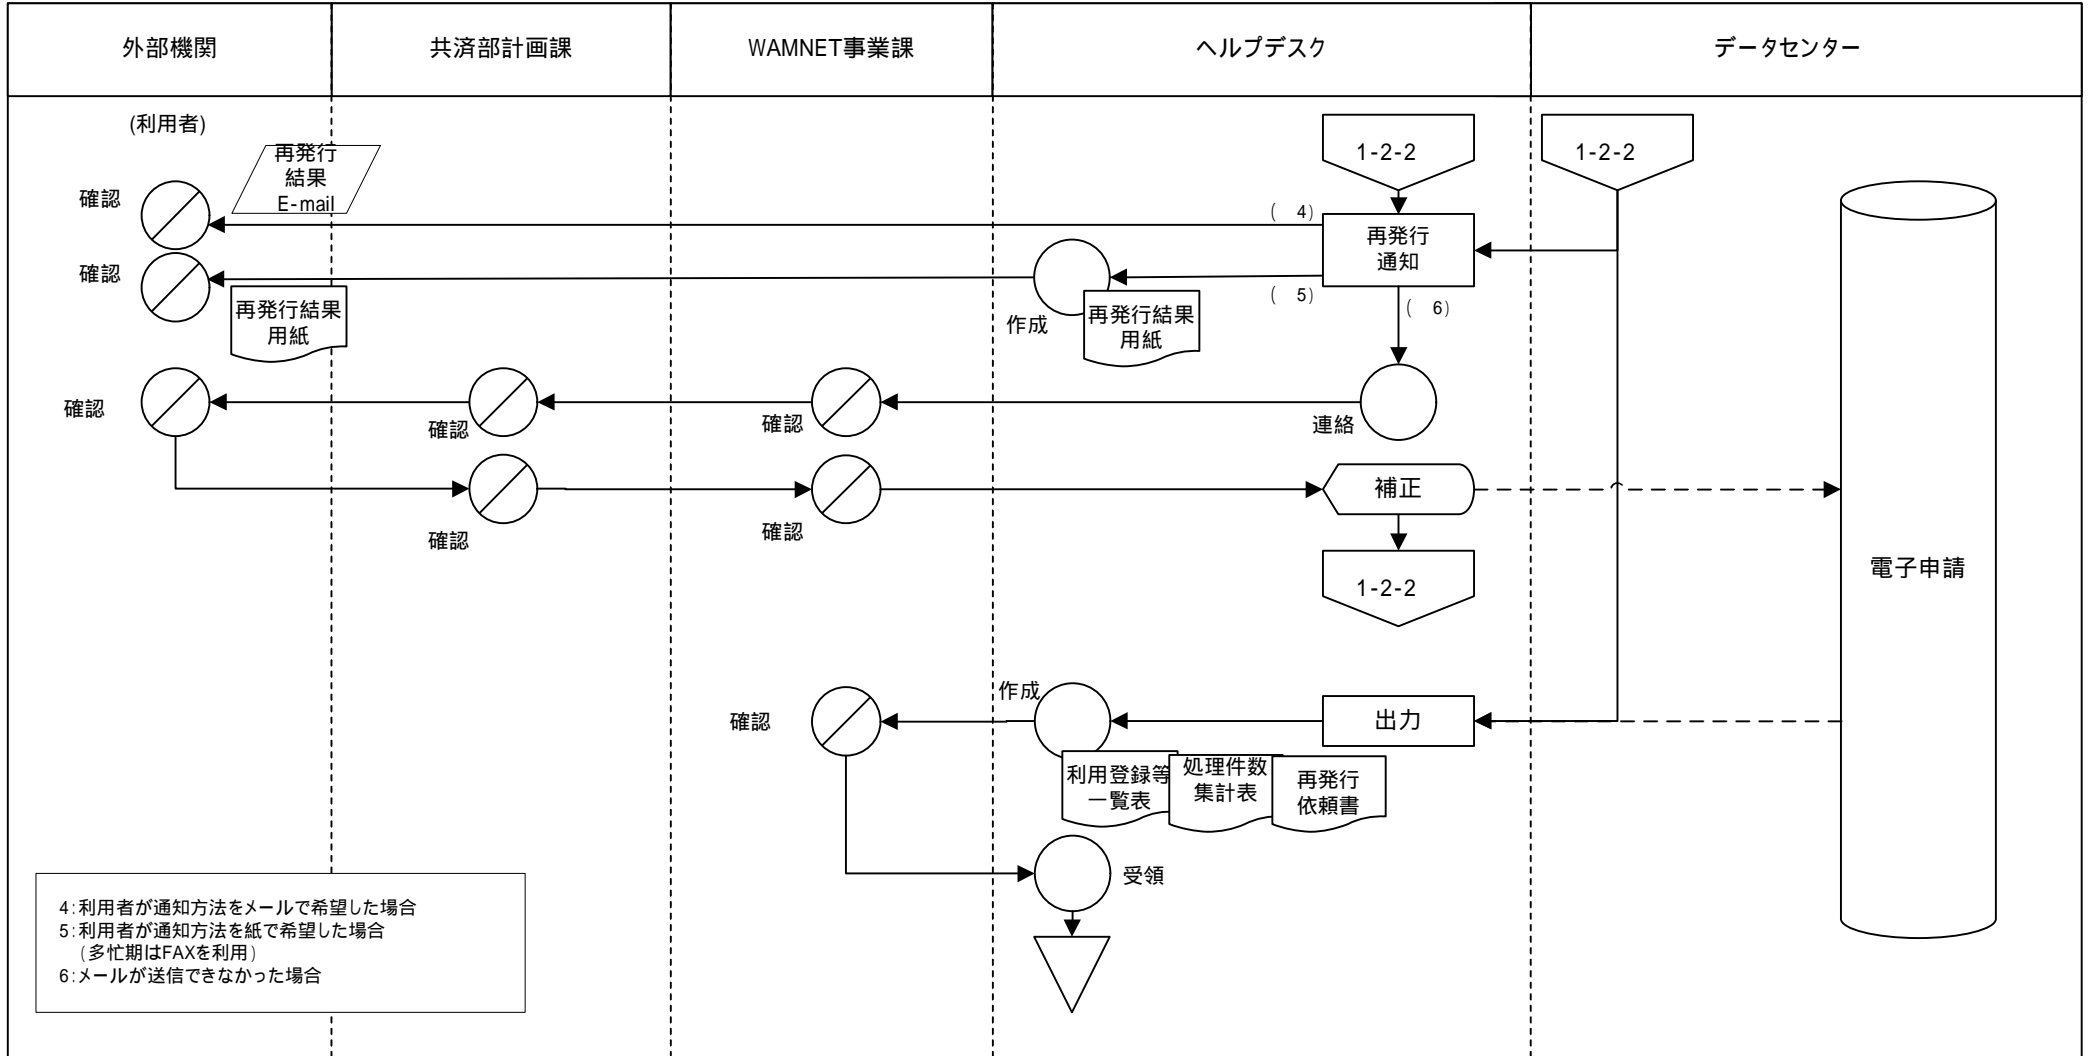 外部機関
共済部計画課
WAMNET事業課
ヘルプデスク
データセンター
(利用者)
再発行
結果
E-mail
1-2-2
1-2-2
確認
( 4)
再発行
通知
確認
再発行結果
用紙
作成
再発行結果
用紙
( 5)
( 6)
確認
確認
確認
連絡
補正
確認
確認
1-2-2
電子申請
作成
確認
出力
利用登録等
一覧表
処理件数
集計表
再発行
依頼書
受領
4:利用者が通知方法をメールで希望した場合
5:利用者が通知方法を紙で希望した場合
(多忙期はFAXを利用)
6:メールが送信できなかった場合